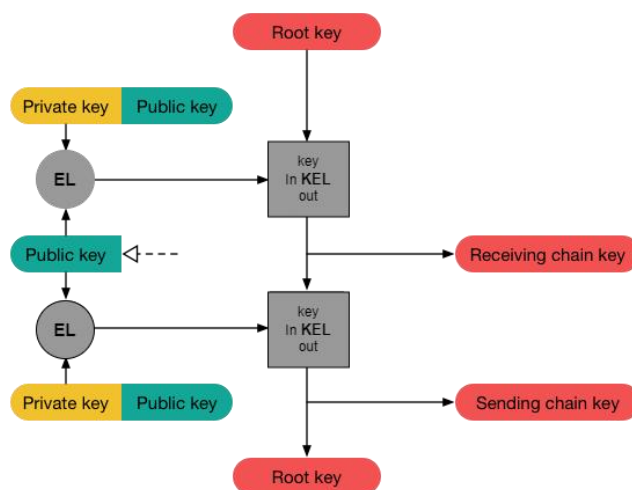 Root key
Private key Public key
key
EL
In KEL
out
Public key
Receiving chain key
key
EL
In KEL
out
Private key Public key
Sending chain key
Root key